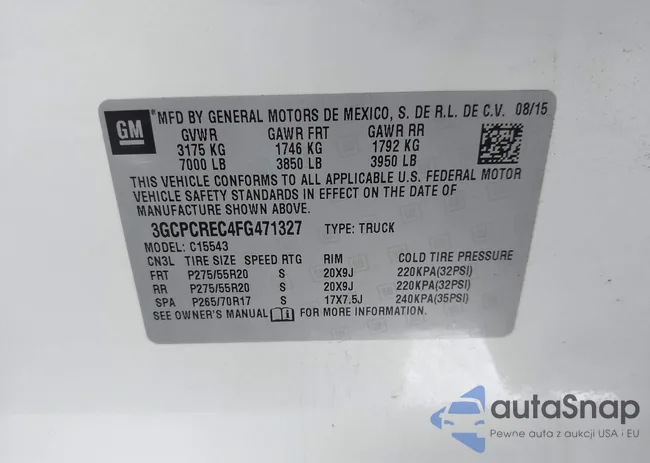 GM ® MFD BY GENERAL MOTORS DE MEXICO, S. DE R.L. DE C.V. 08/15
GVWR GAWR FRT GAWR RR
3175 KG 1746 KG 1792 KG
7000 LB 3850 LB 3950 LB
THIS VEHICLE CONFORMS TO ALL APPLICABLE U.S. FEDERAL MOTOR
VEHICLE SAFETY STANDARDS IN EFFECT ON THE DATE OF
MANUFACTURE SHOWN ABOVE.
3GCPCREC4FG471327 TYPE: TRUCK
MODEL: C15543
CN3L TIRE SIZE SPEED RTG RIM COLD TIRE PRESSURE
FRT P275/55R20 S 20X9J 220KPA(32PSI)
RR P275/55R20 S 20X9J 220KPA(32PSI)
SPA P265/70R17 S 17X7.5J 240KPA(35PSI)
SEE OWNER'S MANUAL FOR MORE INFORMATION.
autaSnap
Pewne auta z aukcji USA i EU